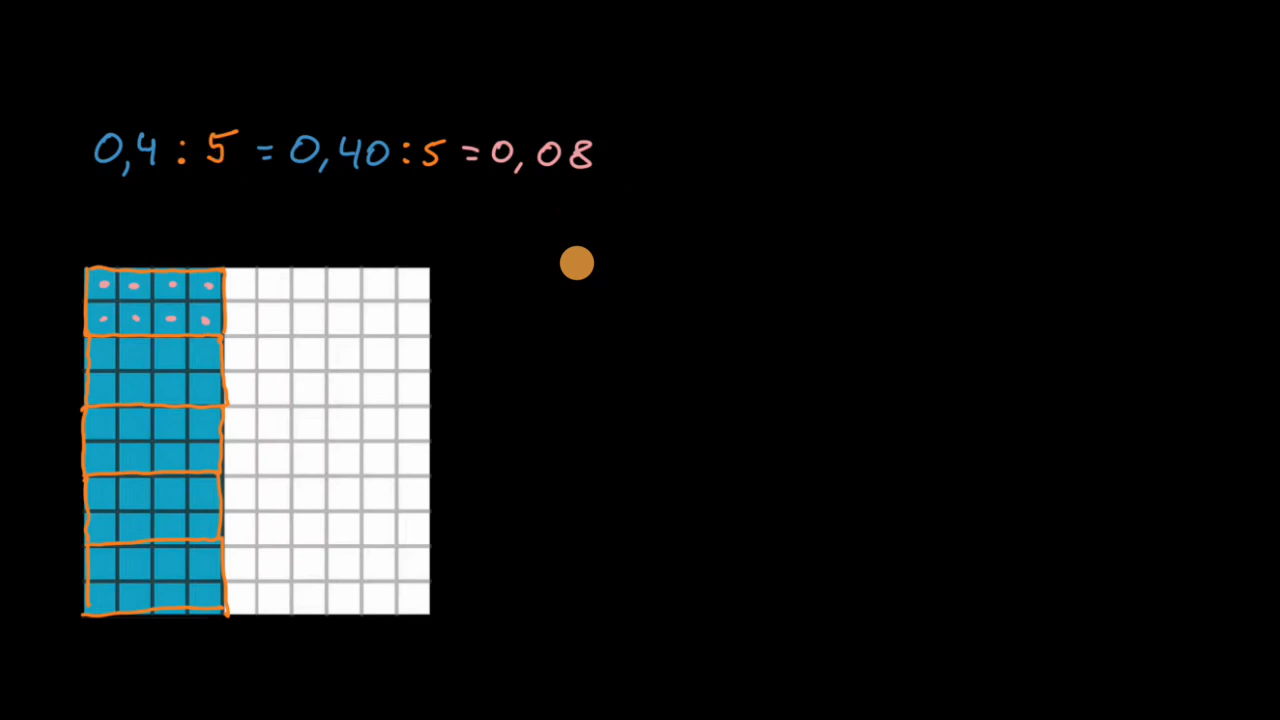 0,4 : 5 = 0,40 : 5 = 0,08